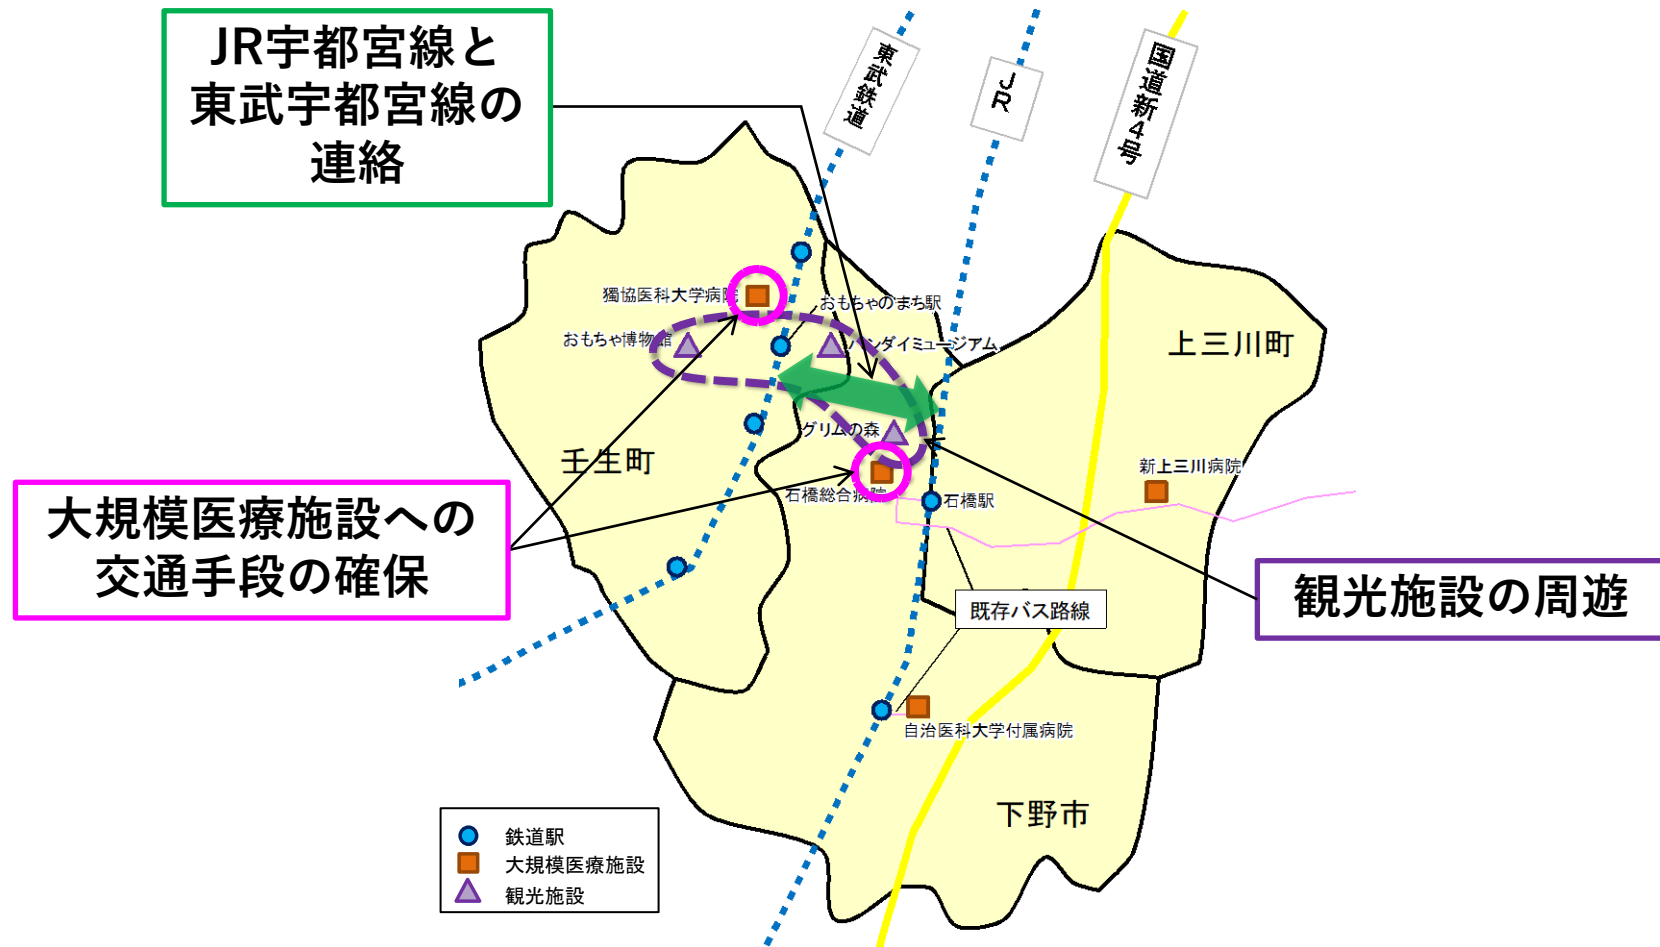 JR宇都宮線と
東武宇都宮線の
連絡
東武鉄道
JR
国道新4号
獨協医科大学病院
おもちゃのまち駅
おもちゃ博物館
バンダイミュージアム
上三川町
グリムの森
壬生町
新上三川病院
石橋総合病院
石橋駅
大規模医療施設への
交通手段の確保
観光施設の周遊
既存バス路線
自治医科大学付属病院
下野市
鉄道駅
大規模医療施設
観光施設